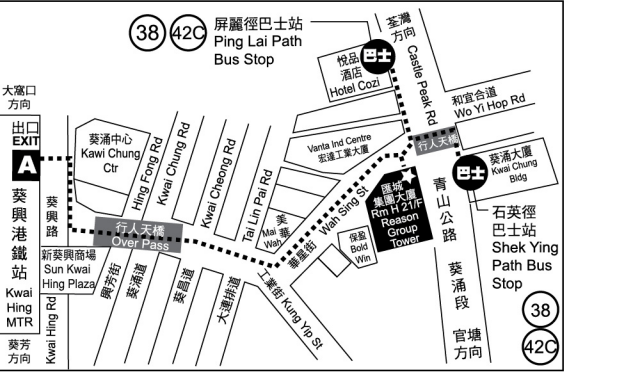 38
42C
屏麗徑巴士站
Ping Lai Path
Bus Stop
荃灣
方向
悅品
酒店
Hotel Cozi
巴士
Castle Peak Rd
和宜合道
Wo Yi Hop Rd
大窩口
方向
出口
EXIT
A
葵興港鐵站
Kwai
Hing
MTR
葵芳
方向
葵興路
Kwai Hing Rd
葵涌中心
Kawi Chung
Ctr
Hing Fong Rd
Kwai Chung Rd
Kwai Cheong Rd
Tai Lin Pai Rd
Vanta Ind Centre
宏達工業大廈
行人天橋
葵涌大廈
Kwai Chung
Bldg
巴士
行人天橋
Over Pass
新葵興商場
Sun Kwai
Hing Plaza
興芳街
葵涌道
葵昌道
大連排道
美華
Mai
Wah
華星街 Wah Sing St
保盈
Bold
Win
匯城
集團大廈
Rm H 21/F
Reason
Group
Tower
工業街 Kung Yip St
青山公路
葵涌段
官塘
方向
石英徑
巴士站
Shek Ying
Path Bus
Stop
38
42C